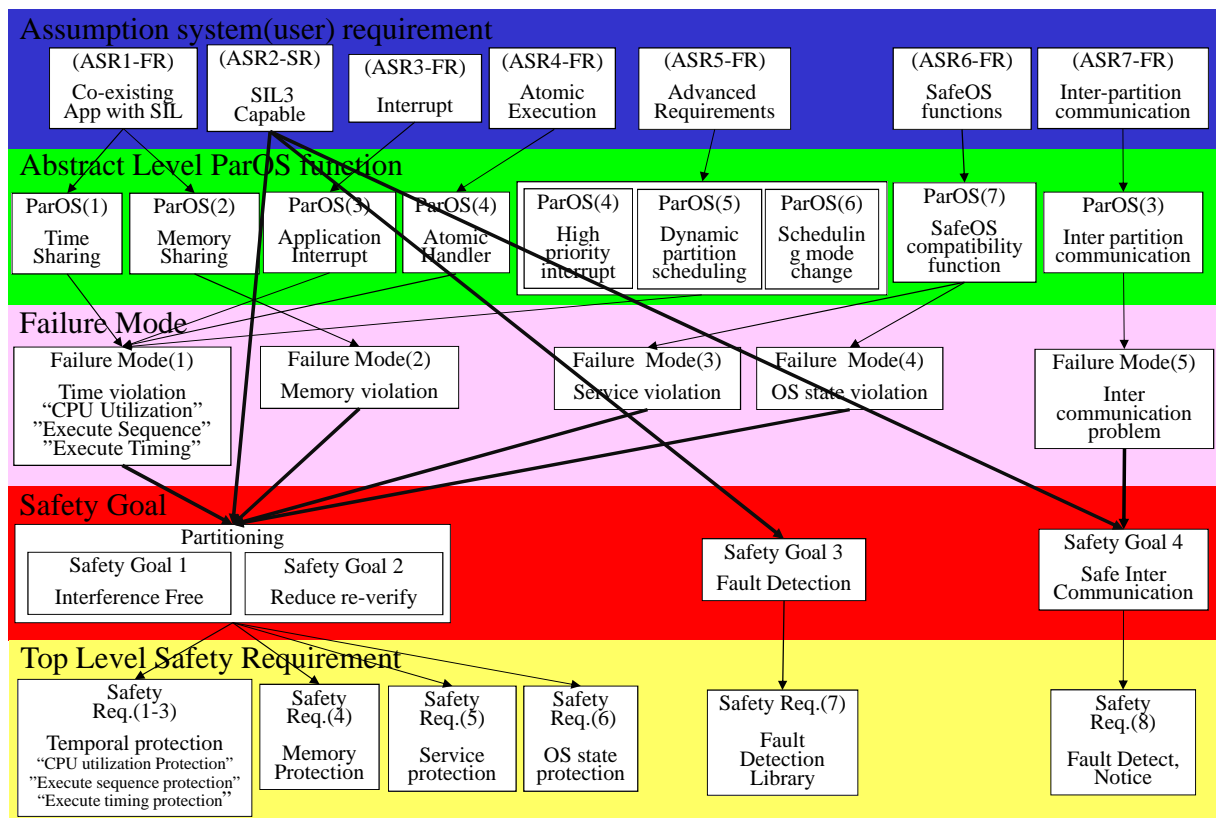 Assumption system(user) requirement
(ASR1-FR)
Co-existing
App with SIL
(ASR2-SR)
SIL3
Capable
(ASR3-FR)
Interrupt
(ASR4-FR)
Atomic
Execution
(ASR5-FR)
Advanced
Requirements
(ASR6-FR)
SafeOS
functions
(ASR7-FR)
Inter-partition
communication
Abstract Level ParOS function
ParOS(1)
Time
Sharing
ParOS(2)
Memory
Sharing
ParOS(3)
Application
Interrupt
ParOS(4)
Atomic
Handler
ParOS(4)
High
priority
interrupt
ParOS(5)
Dynamic
partition
scheduling
ParOS(6)
Schedulin
g mode
change
ParOS(7)
SafeOS
compatibility
function
ParOS(3)
Inter partition
communication
Failure Mode
Failure Mode(1)
Time violation
“CPU Utilization”
”Execute Sequence”
”Execute Timing”
Failure Mode(2)
Memory violation
Failure Mode(3)
Service violation
Failure Mode(4)
OS state violation
Failure Mode(5)
Inter
communication
problem
Safety Goal
Partitioning
Safety Goal 1
Interference Free
Safety Goal 2
Reduce re-verify
Safety Goal 3
Fault Detection
Safety Goal 4
Safe Inter
Communication
Top Level Safety Requirement
Safety
Req.(1-3)
Temporal protection
“CPU utilization Protection”
”Execute sequence protection”
“Execute timing protection”
Safety
Req.(4)
Memory
Protection
Safety
Req.(5)
Service
protection
Safety
Req.(6)
OS state
protection
Safety Req.(7)
Fault
Detection
Library
Safety
Req.(8)
Fault Detect,
Notice